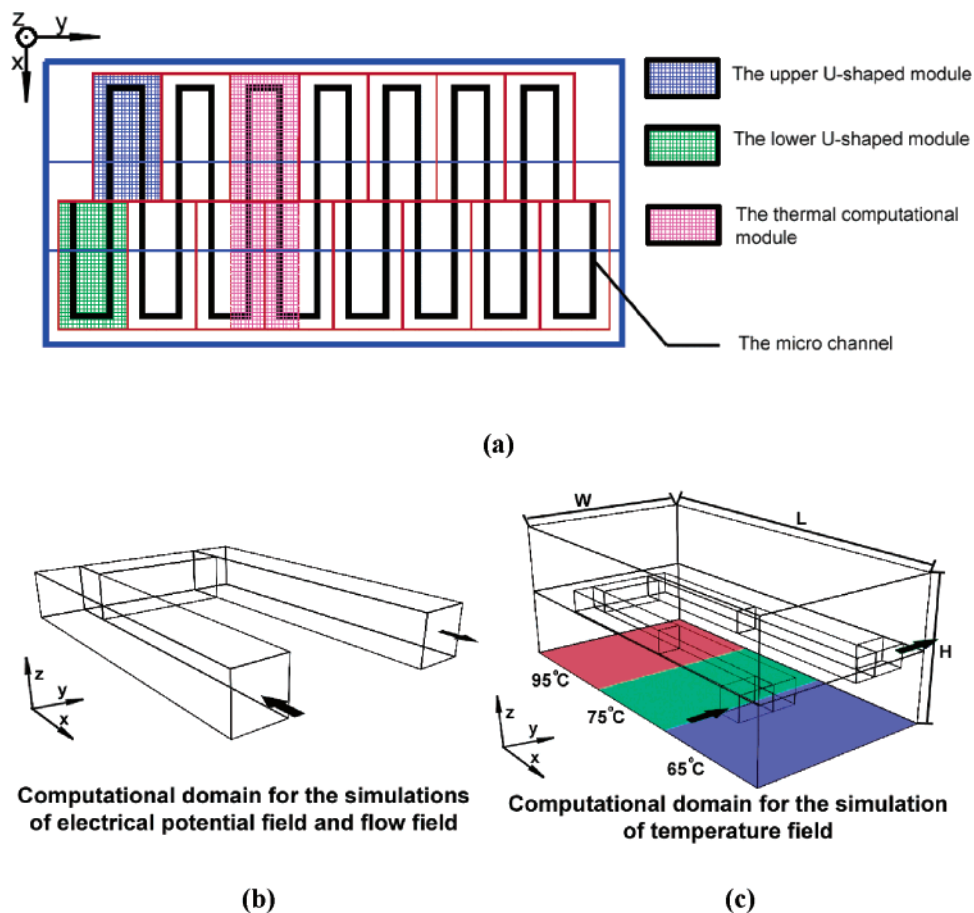 z
y
x
The upper U-shaped module
The lower U-shaped module
The thermal computational
module
The micro channel
(a)
W
L
H
95°C
75°C
65°C
z
y
x
z
y
x
Computational domain for the simulations
of electrical potential field and flow field
Computational domain for the simulation
of temperature field
(b)
(c)